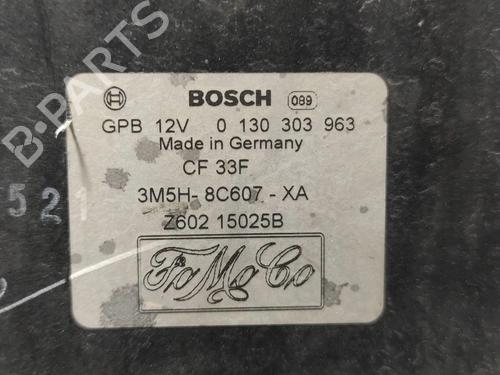 BOSCH 089
GPB 12V 0 130 303 963
Made in Germany
CF 33F
3M5H- 8C607 - XA
Z602 15025B
FoMoCo
521
B-PARTS